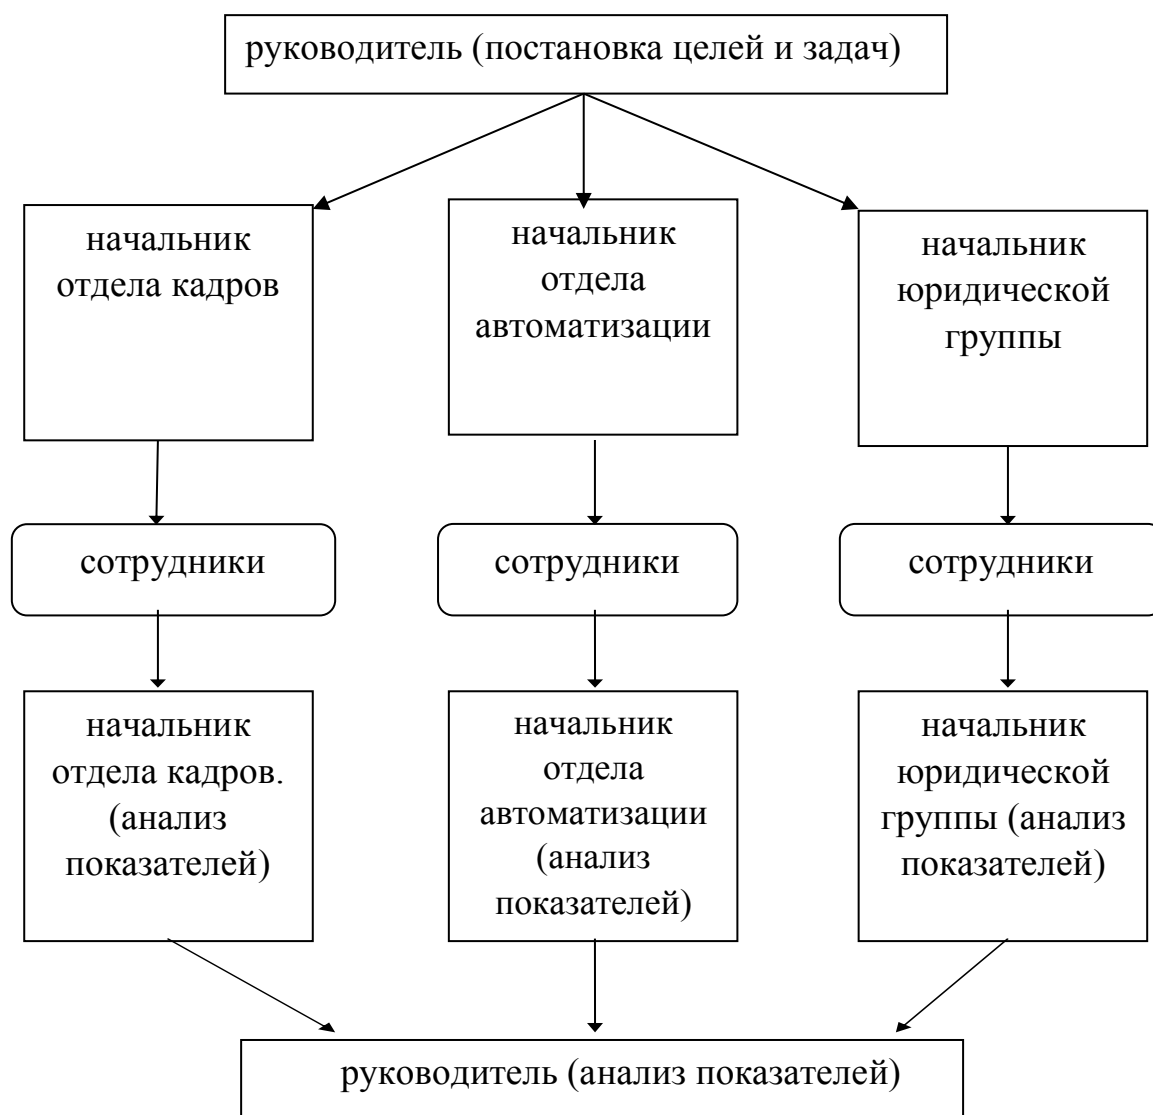 руководитель (постановка целей и задач)
начальник
отдела кадров
начальник
отдела
автоматизации
начальник
юридической
группы
сотрудники
сотрудники
сотрудники
начальник
отдела кадров.
(анализ
показателей)
начальник
отдела
автоматизации
(анализ
показателей)
начальник
юридической
группы (анализ
показателей)
руководитель (анализ показателей)